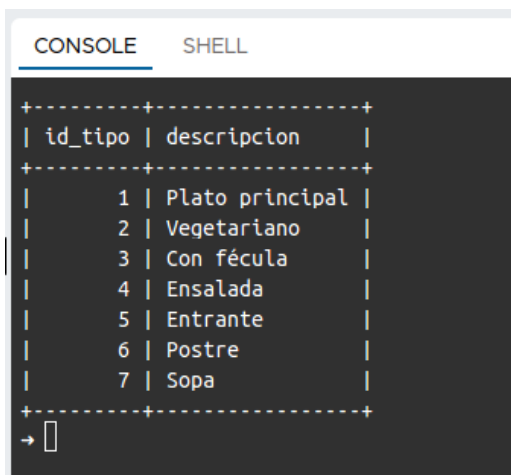 CONSOLE SHELL
+---------+-----------------+
| id_tipo | descripcion     |
+---------+-----------------+
|       1 | Plato principal |
|       2 | Vegetariano     |
|       3 | Con fécula      |
|       4 | Ensalada        |
|       5 | Entrante        |
|       6 | Postre          |
|       7 | Sopa            |
+---------+-----------------+
→